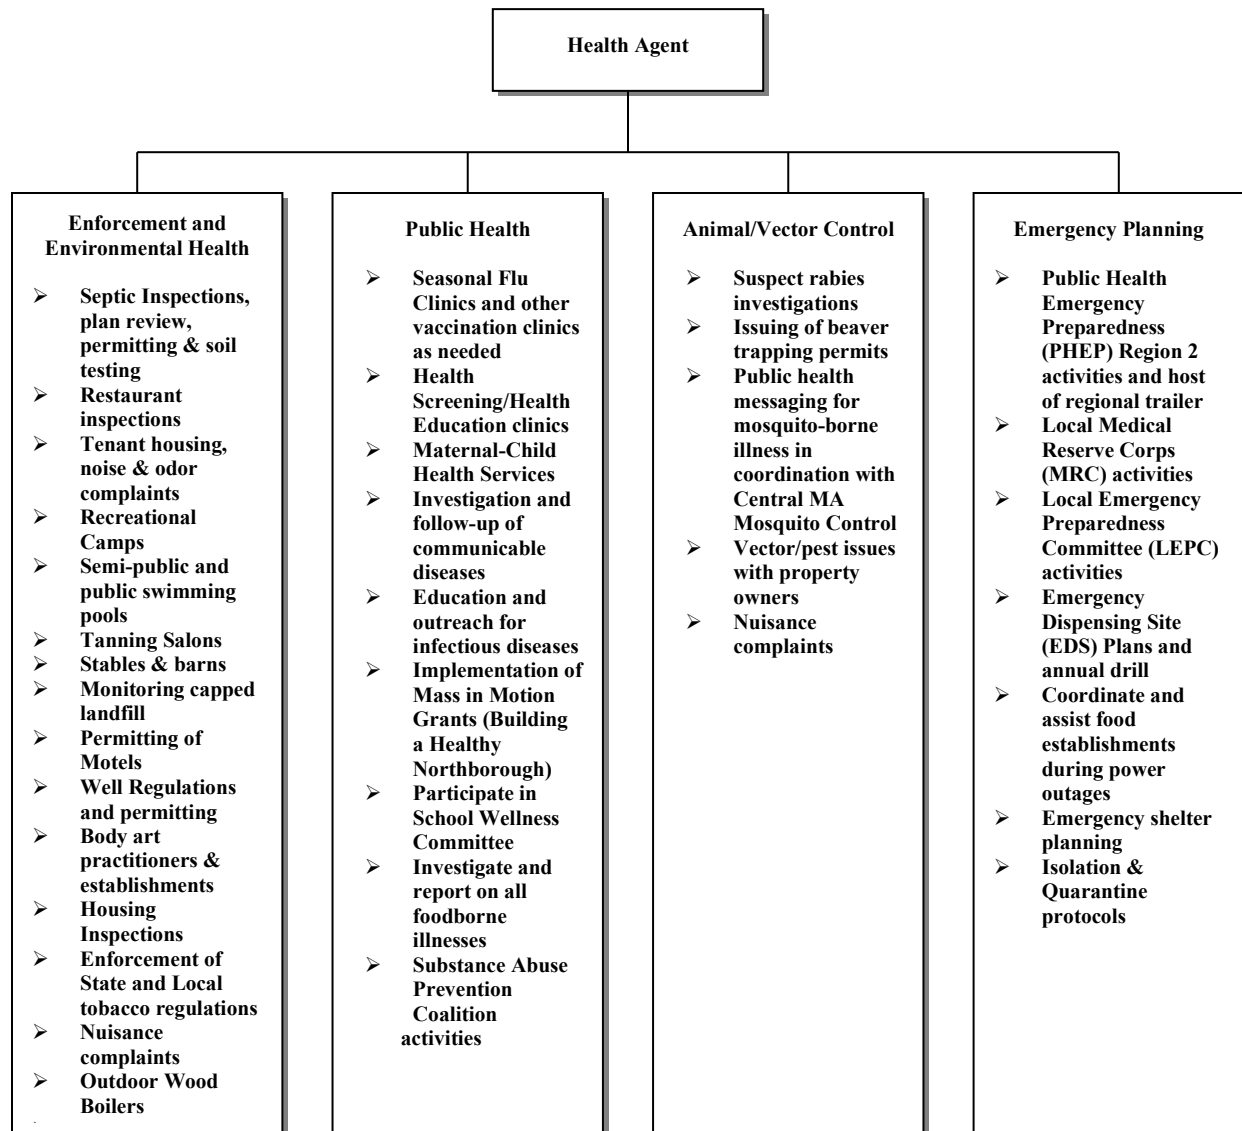 Health Agent
Enforcement and
Environmental Health
➢ Septic Inspections,
plan review,
permitting & soil
testing
➢ Restaurant
inspections
➢ Tenant housing,
noise & odor
complaints
➢ Recreational
Camps
➢ Semi-public and
public swimming
pools
➢ Tanning Salons
➢ Stables & barns
➢ Monitoring capped
landfill
➢ Permitting of
Motels
➢ Well Regulations
and permitting
➢ Body art
practitioners &
establishments
➢ Housing
Inspections
➢ Enforcement of
State and Local
tobacco regulations
➢ Nuisance
complaints
➢ Outdoor Wood
Boilers
Public Health
➢ Seasonal Flu
Clinics and other
vaccination clinics
as needed
➢ Health
Screening/Health
Education clinics
➢ Maternal-Child
Health Services
➢ Investigation and
follow-up of
communicable
diseases
➢ Education and
outreach for
infectious diseases
➢ Implementation of
Mass in Motion
Grants (Building
a Healthy
Northborough)
➢ Participate in
School Wellness
Committee
➢ Investigate and
report on all
foodborne
illnesses
➢ Substance Abuse
Prevention
Coalition
activities
Animal/Vector Control
➢ Suspect rabies
investigations
➢ Issuing of beaver
trapping permits
➢ Public health
messaging for
mosquito-borne
illness in
coordination with
Central MA
Mosquito Control
➢ Vector/pest issues
with property
owners
➢ Nuisance
complaints
Emergency Planning
➢ Public Health
Emergency
Preparedness
(PHEP) Region 2
activities and host
of regional trailer
➢ Local Medical
Reserve Corps
(MRC) activities
➢ Local Emergency
Preparedness
Committee (LEPC)
activities
➢ Emergency
Dispensing Site
(EDS) Plans and
annual drill
➢ Coordinate and
assist food
establishments
during power
outages
➢ Emergency shelter
planning
➢ Isolation &
Quarantine
protocols